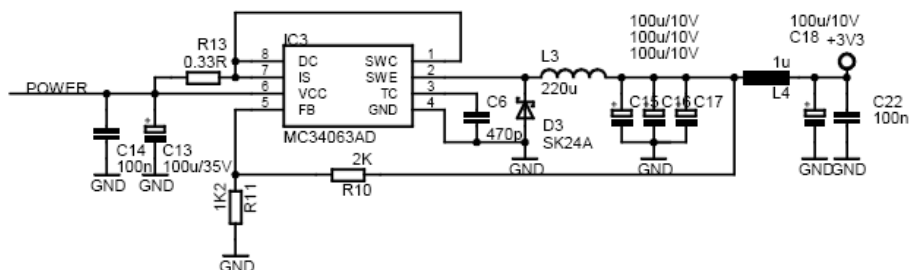 100u/10V
100u/10V
100u/10V
100u/10V
C18
+3V3
IC3
R13
0.33R
8
7
6
5
DC
IS
VCC
FB
SWC
SWE
TC
GND
1
2
3
4
MC34063AD
POWER
L3
220u
1u
L4
C6
470p
D3
SK24A
C15
C16
C17
C22
100n
C14
100n
C13
100u/35V
GND
GND
GND
GND
GND
GND
2K
R10
1K2
R11
GND